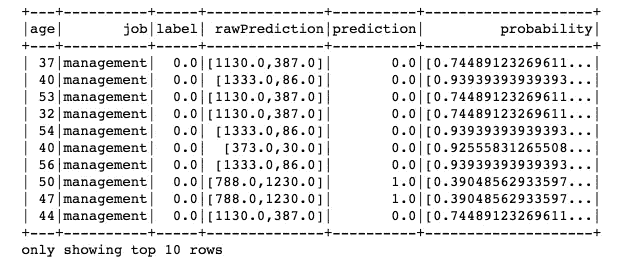 +---+----------+-----+--------------+----------+--------------------+
|age|       job|label| rawPrediction|prediction|         probability|
+---+----------+-----+--------------+----------+--------------------+
| 37|management|  0.0|[1130.0,387.0]|       0.0|[0.74489123269611...|
| 40|management|  0.0| [1333.0,86.0]|       0.0|[0.93939393939393...|
| 53|management|  0.0|[1130.0,387.0]|       0.0|[0.74489123269611...|
| 32|management|  0.0|[1130.0,387.0]|       0.0|[0.74489123269611...|
| 54|management|  0.0| [1333.0,86.0]|       0.0|[0.93939393939393...|
| 40|management|  0.0|  [373.0,30.0]|       0.0|[0.92555831265508...|
| 56|management|  0.0| [1333.0,86.0]|       0.0|[0.93939393939393...|
| 50|management|  0.0|[788.0,1230.0]|       1.0|[0.39048562933597...|
| 47|management|  0.0|[788.0,1230.0]|       1.0|[0.39048562933597...|
| 44|management|  0.0|[1130.0,387.0]|       0.0|[0.74489123269611...|
+---+----------+-----+--------------+----------+--------------------+
only showing top 10 rows